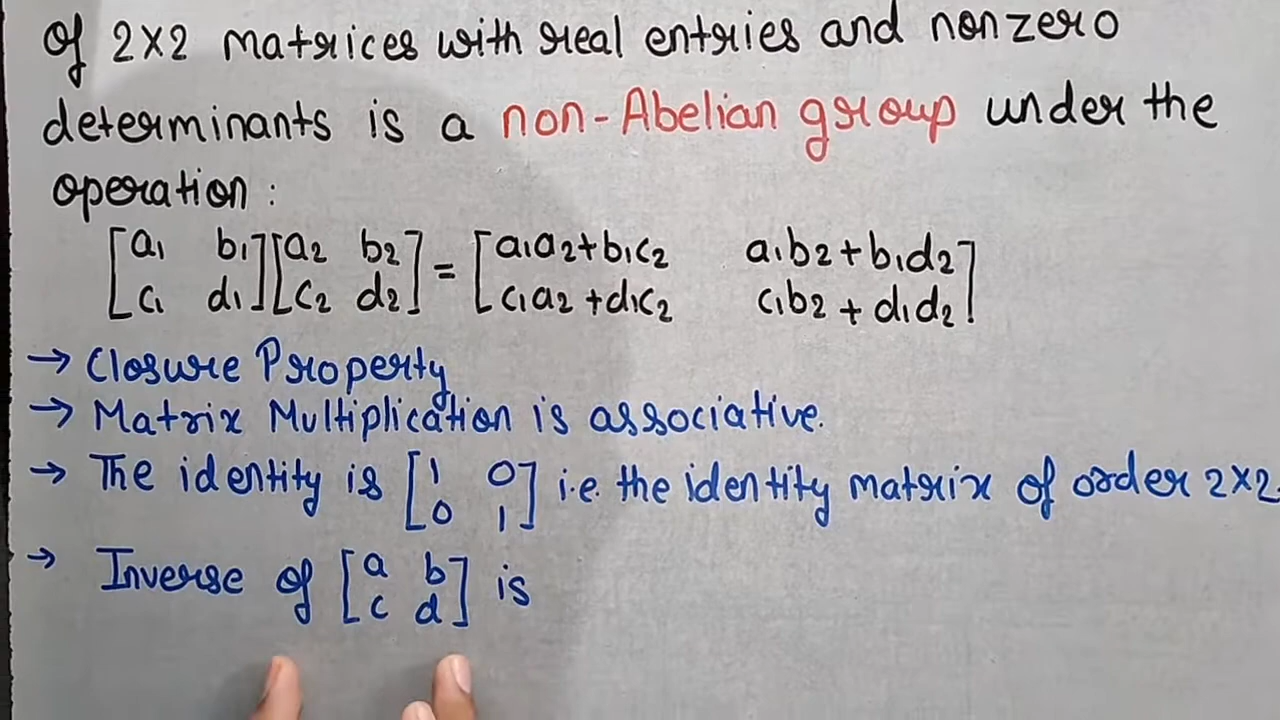 of 2×2 matrices with real entries and nonzero
determinants is a non-Abelian group under the
operation :
[a₁ b₁][a₂ b₂] = [a₁a₂+b₁c₂ a₁b₂+b₁d₂]
[c₁ d₁][c₂ d₂] [c₁a₂+d₁c₂ c₁b₂+d₁d₂]
→ Closure Property
→ Matrix Multiplication is associative.
→ The identity is [1 0] i.e. the identity matrix of order 2×2.
[0 1]
→ Inverse of [a b] is
[c d]